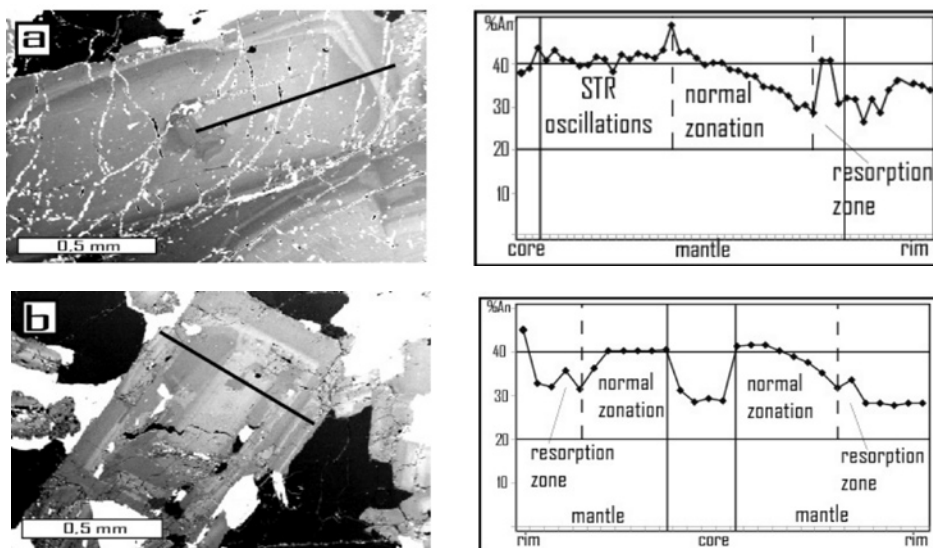 a
0,5 mm
%An
40
30
20
10
STR
oscillations
normal
zonation
resorption
zone
core
mantle
rim
b
0,5 mm
%An
40
30
20
10
normal
zonation
normal
zonation
resorption
zone
resorption
zone
mantle
mantle
rim
core
rim